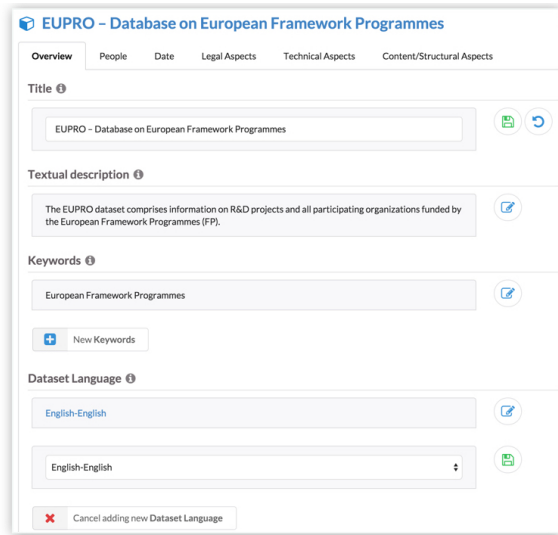 EUPRO – Database on European Framework Programmes
Overview People Date Legal Aspects Technical Aspects Content/Structural Aspects
Title
EUPRO – Database on European Framework Programmes
Textual description
The EUPRO dataset comprises information on R&D projects and all participating organizations funded by
the European Framework Programmes (FP).
Keywords
European Framework Programmes
New Keywords
Dataset Language
English-English
English-English
Cancel adding new Dataset Language